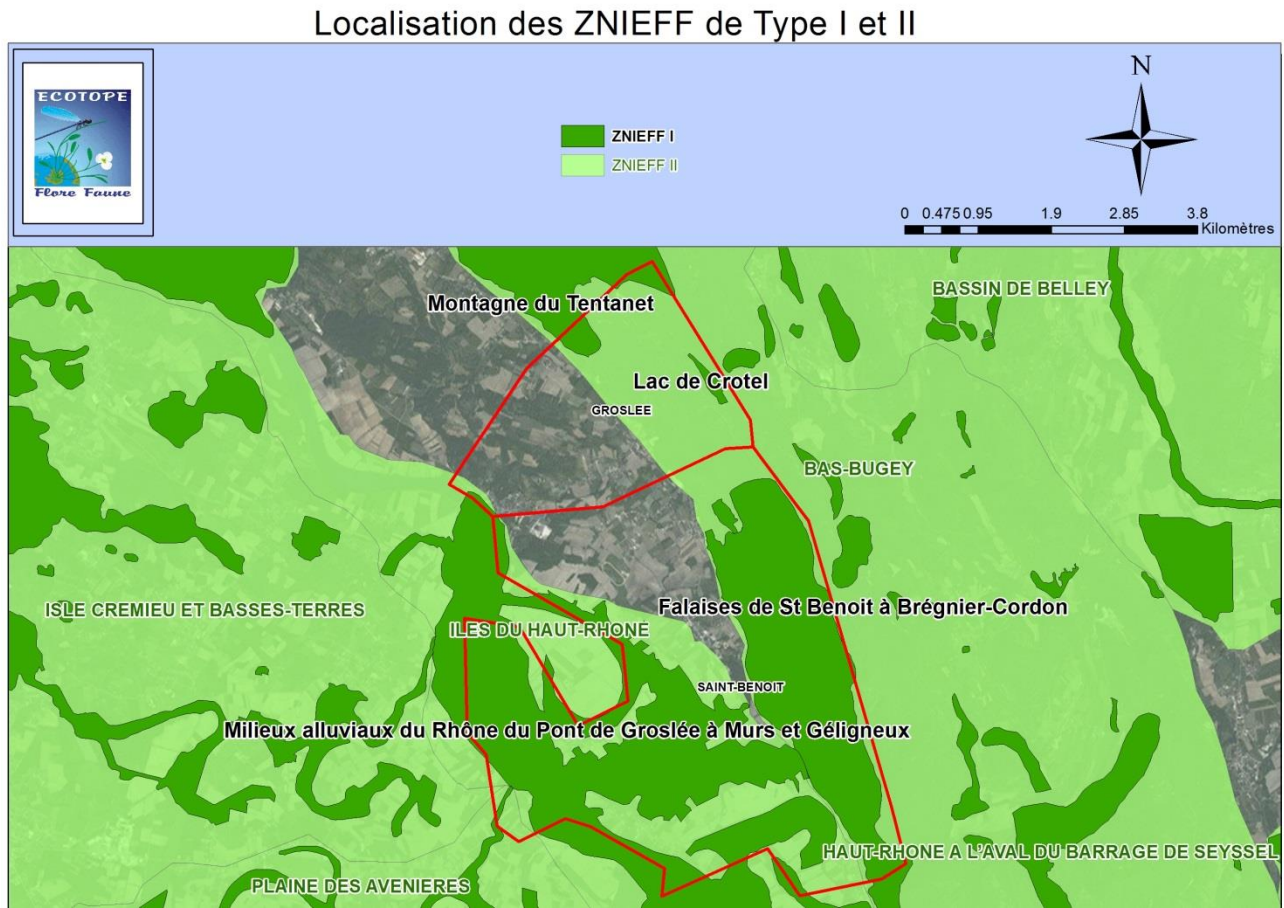 Localisation des ZNIEFF de Type I et II
ECOTOPE
Flore Faune
ZNIEFF I
ZNIEFF II
N
0 0.475 0.95 1.9 2.85 3.8
Kilomètres
Montagne du Tentanet
BASSIN DE BELLEY
Lac de Crotel
GROSLEE
BAS-BUGEY
ISLE CREMIEU ET BASSES-TERRES
Falaises de St Benoit à Brégnier-Cordon
ILES DU HAUT-RHONE
SAINT-BENOIT
Milieux alluviaux du Rhône du Pont de Groslée à Murs et Géligneux
HAUT-RHONE A L'AVAL DU BARRAGE DE SEYSSEL
PLAINE DES AVENIERES